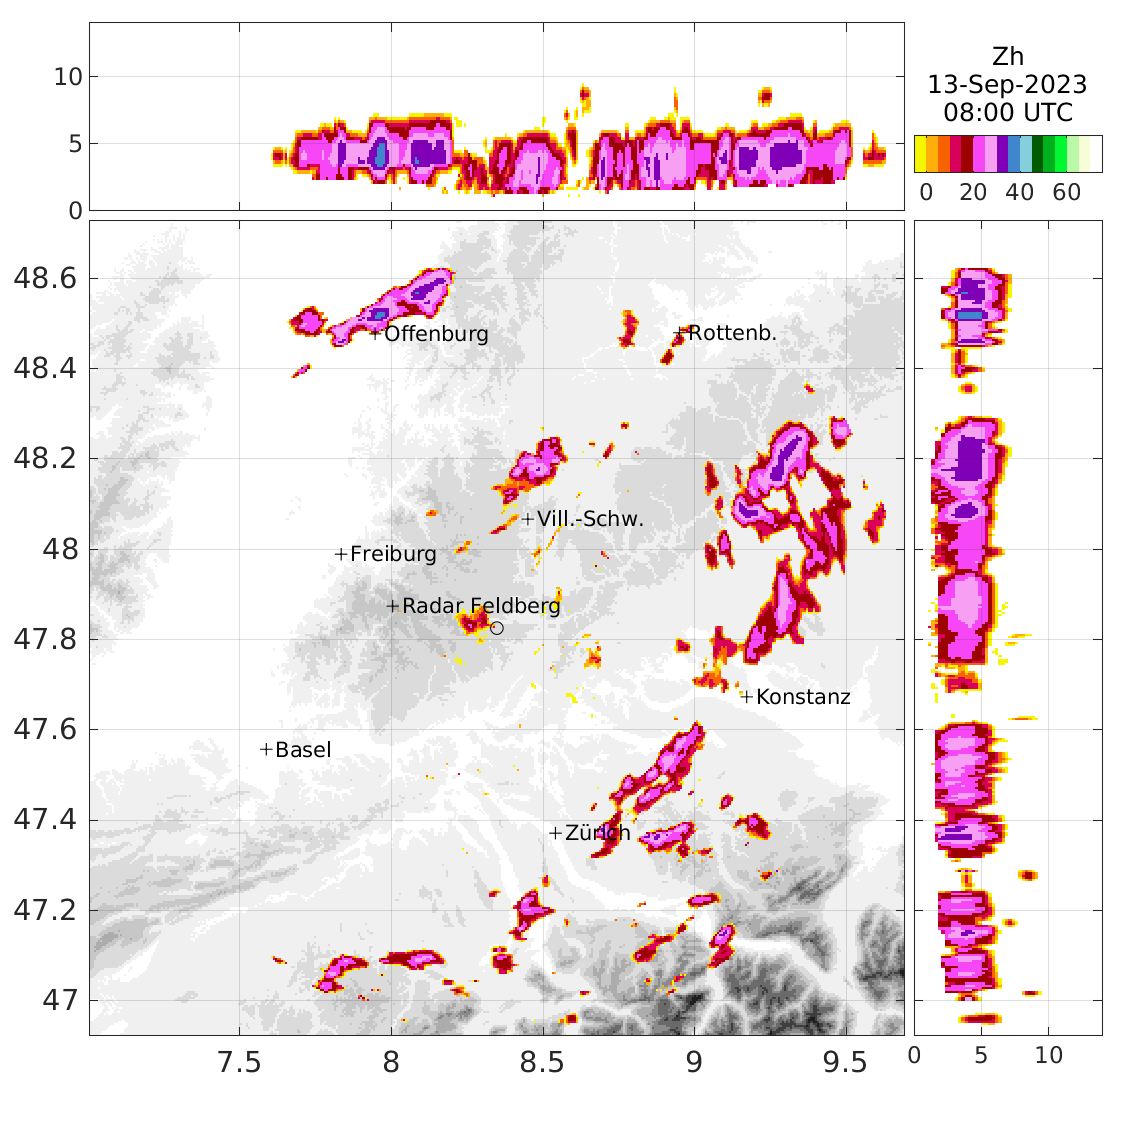 Zh
13-Sep-2023
08:00 UTC
0 20 40 60
10
5
0
48.6
Offenburg
Rottenb.
48.4
48.2
Vill.-Schw.
48
Freiburg
Radar Feldberg
47.8
Konstanz
47.6
Basel
47.4
Zürich
47.2
47
7.5 8 8.5 9 9.5
0 5 10